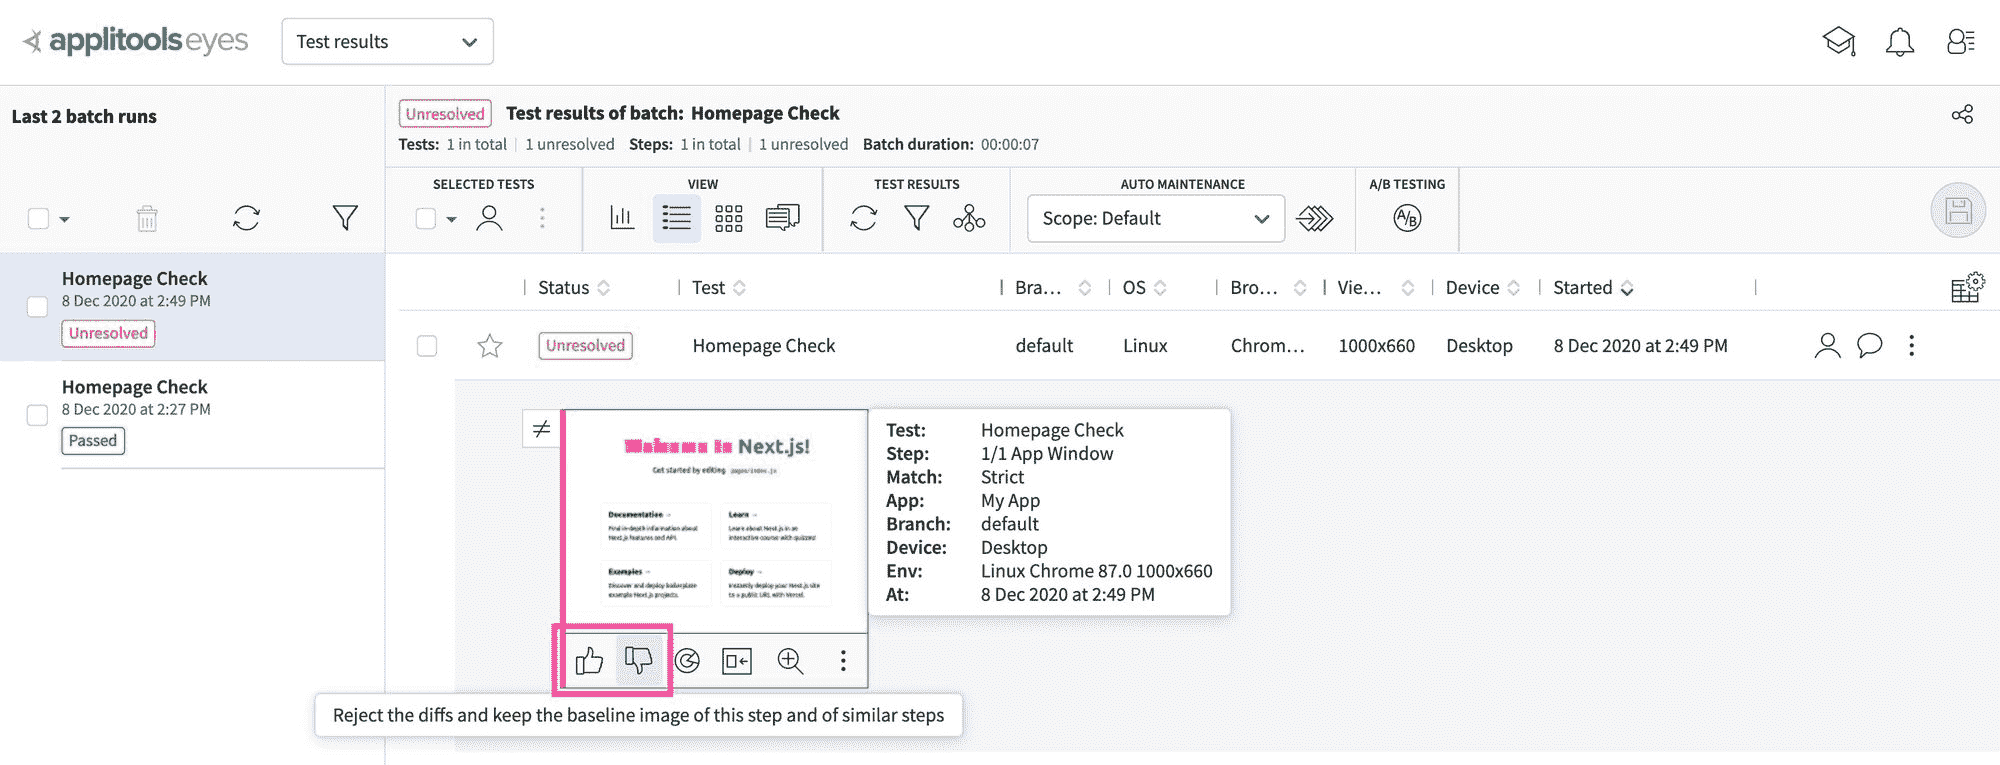 applitools eyes
Test results
Last 2 batch runs
Unresolved Test results of batch: Homepage Check
Tests: 1 in total | 1 unresolved Steps: 1 in total | 1 unresolved Batch duration: 00:00:07
SELECTED TESTS VIEW TEST RESULTS AUTO MAINTENANCE A/B TESTING
Scope: Default A/B
Homepage Check
8 Dec 2020 at 2:49 PM
Unresolved
Homepage Check
8 Dec 2020 at 2:27 PM
Passed
Status Test Bra... OS Bro... Vie... Device Started
Unresolved Homepage Check default Linux Chrom... 1000x660 Desktop 8 Dec 2020 at 2:49 PM
≠
Welcome to Next.js!
Get started by editing pages/index.js
Documentation →
Find in-depth information about
Next.js features and API.
Learn →
Learn about Next.js in an
interactive course with quizzes!
Examples →
Discover and deploy boilerplate
example Next.js projects.
Deploy →
Instantly deploy your Next.js site
to a public URL with Vercel.
Test: Homepage Check
Step: 1/1 App Window
Match: Strict
App: My App
Branch: default
Device: Desktop
Env: Linux Chrome 87.0 1000x660
At: 8 Dec 2020 at 2:49 PM
Reject the diffs and keep the baseline image of this step and of similar steps